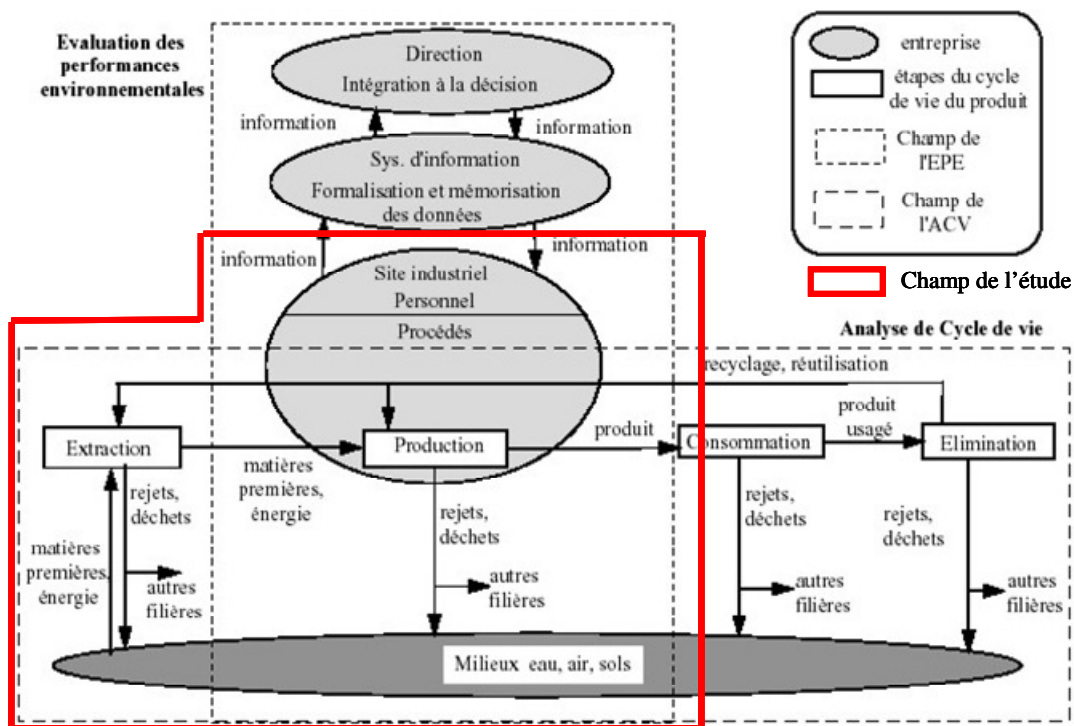 Evaluation des
performances
environnementales
Direction
Intégration à la décision
information
information
Sys. d'information
Formalisation et mémorisation
des données
information
information
Site industriel
Personnel
Procédés
entreprise
étapes du cycle
de vie du produit
Champ de
l'EPE
Champ de
l'ACV
Champ de l'étude
Analyse de Cycle de vie
recyclage, réutilisation
Extraction
matières
premières,
énergie
Production
produit
Consommation
produit
usagé
Elimination
matières
premières,
énergie
rejets,
déchets
autres
filières
rejets,
déchets
autres
filières
rejets,
déchets
autres
filières
rejets,
déchets
autres
filières
Milieux eau, air, sols